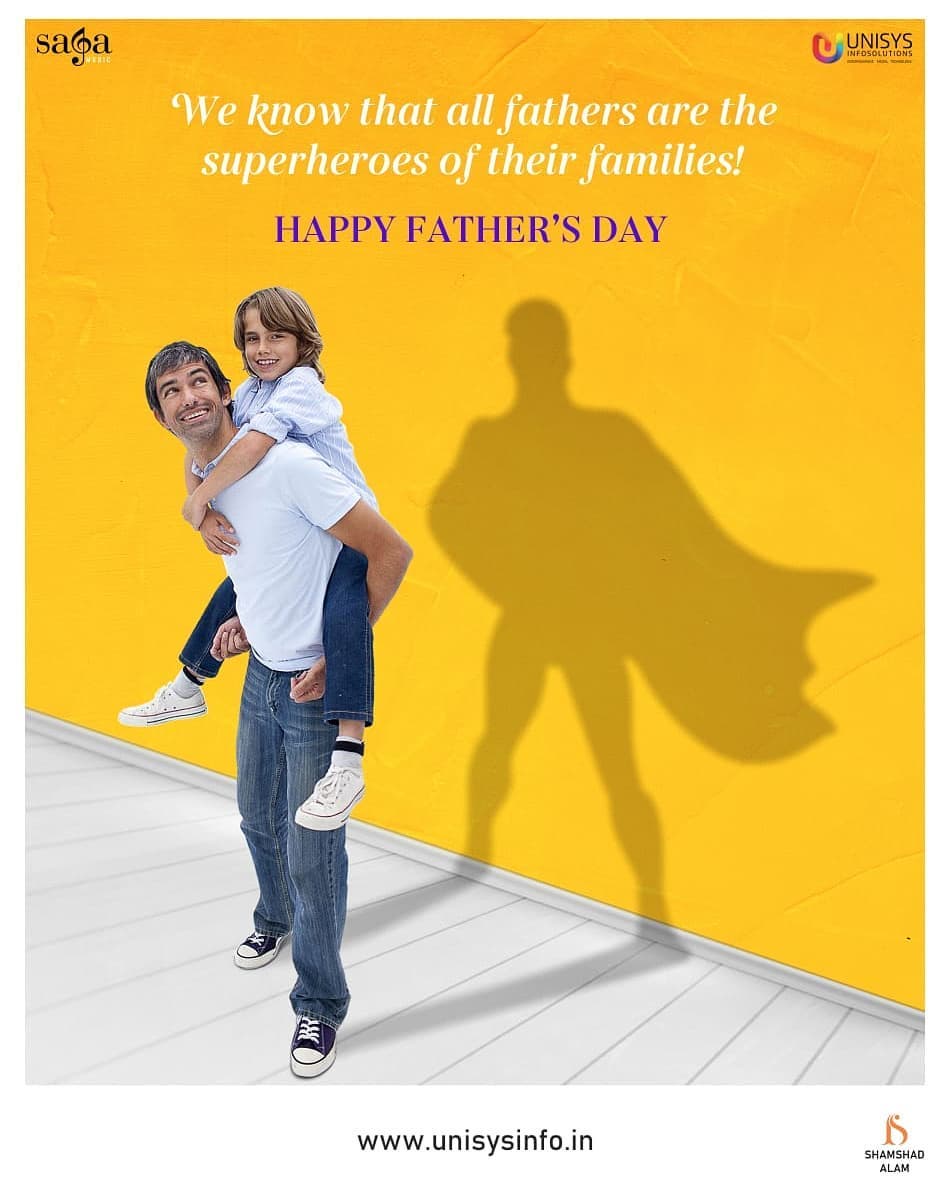 saga
MUSIC
UNISYS
INFOSOLUTIONS
We know that all fathers are the
superheroes of their families!
HAPPY FATHER'S DAY
www.unisysinfo.in
SHAMSHAD
ALAM